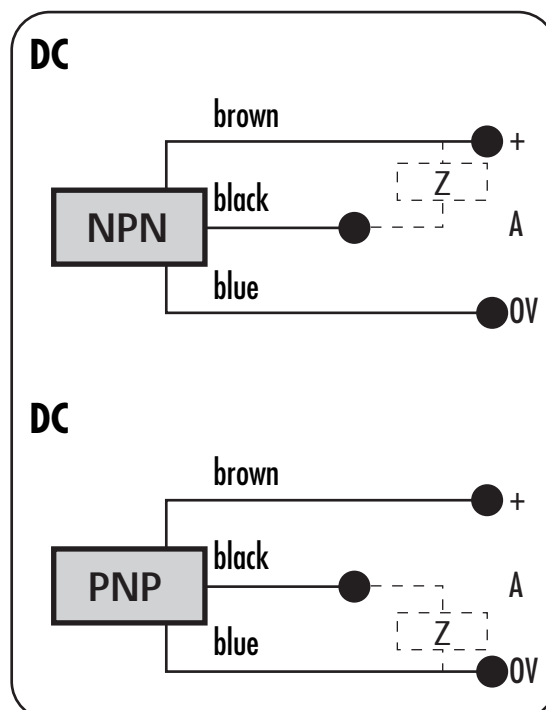 DC
brown
+
Z
black
NPN
A
blue
0V
DC
brown
+
black
PNP
A
Z
blue
0V